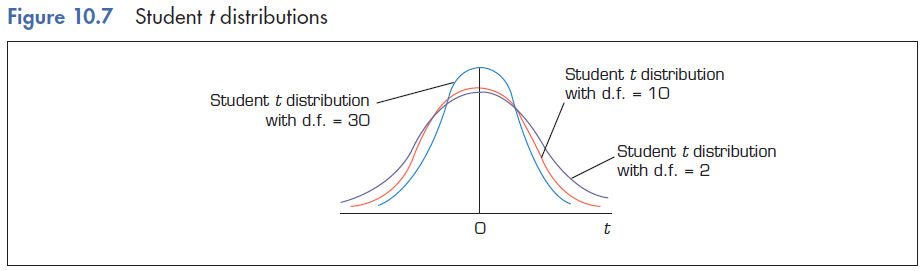 Figure 10.7 Student t distributions
Student t distribution
with d.f. = 30
Student t distribution
with d.f. = 10
Student t distribution
with d.f. = 2
0
t